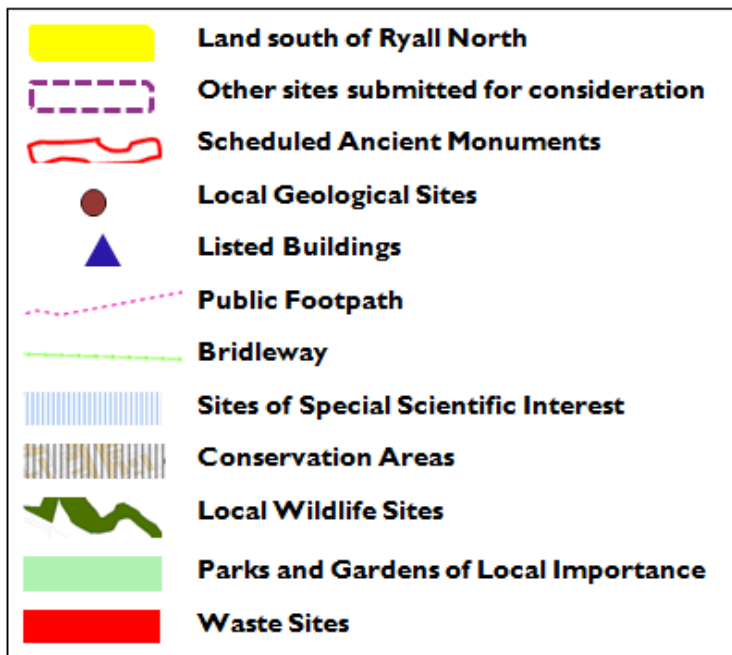 Land south of Ryall North
Other sites submitted for consideration
Scheduled Ancient Monuments
Local Geological Sites
Listed Buildings
Public Footpath
Bridleway
Sites of Special Scientific Interest
Conservation Areas
Local Wildlife Sites
Parks and Gardens of Local Importance
Waste Sites